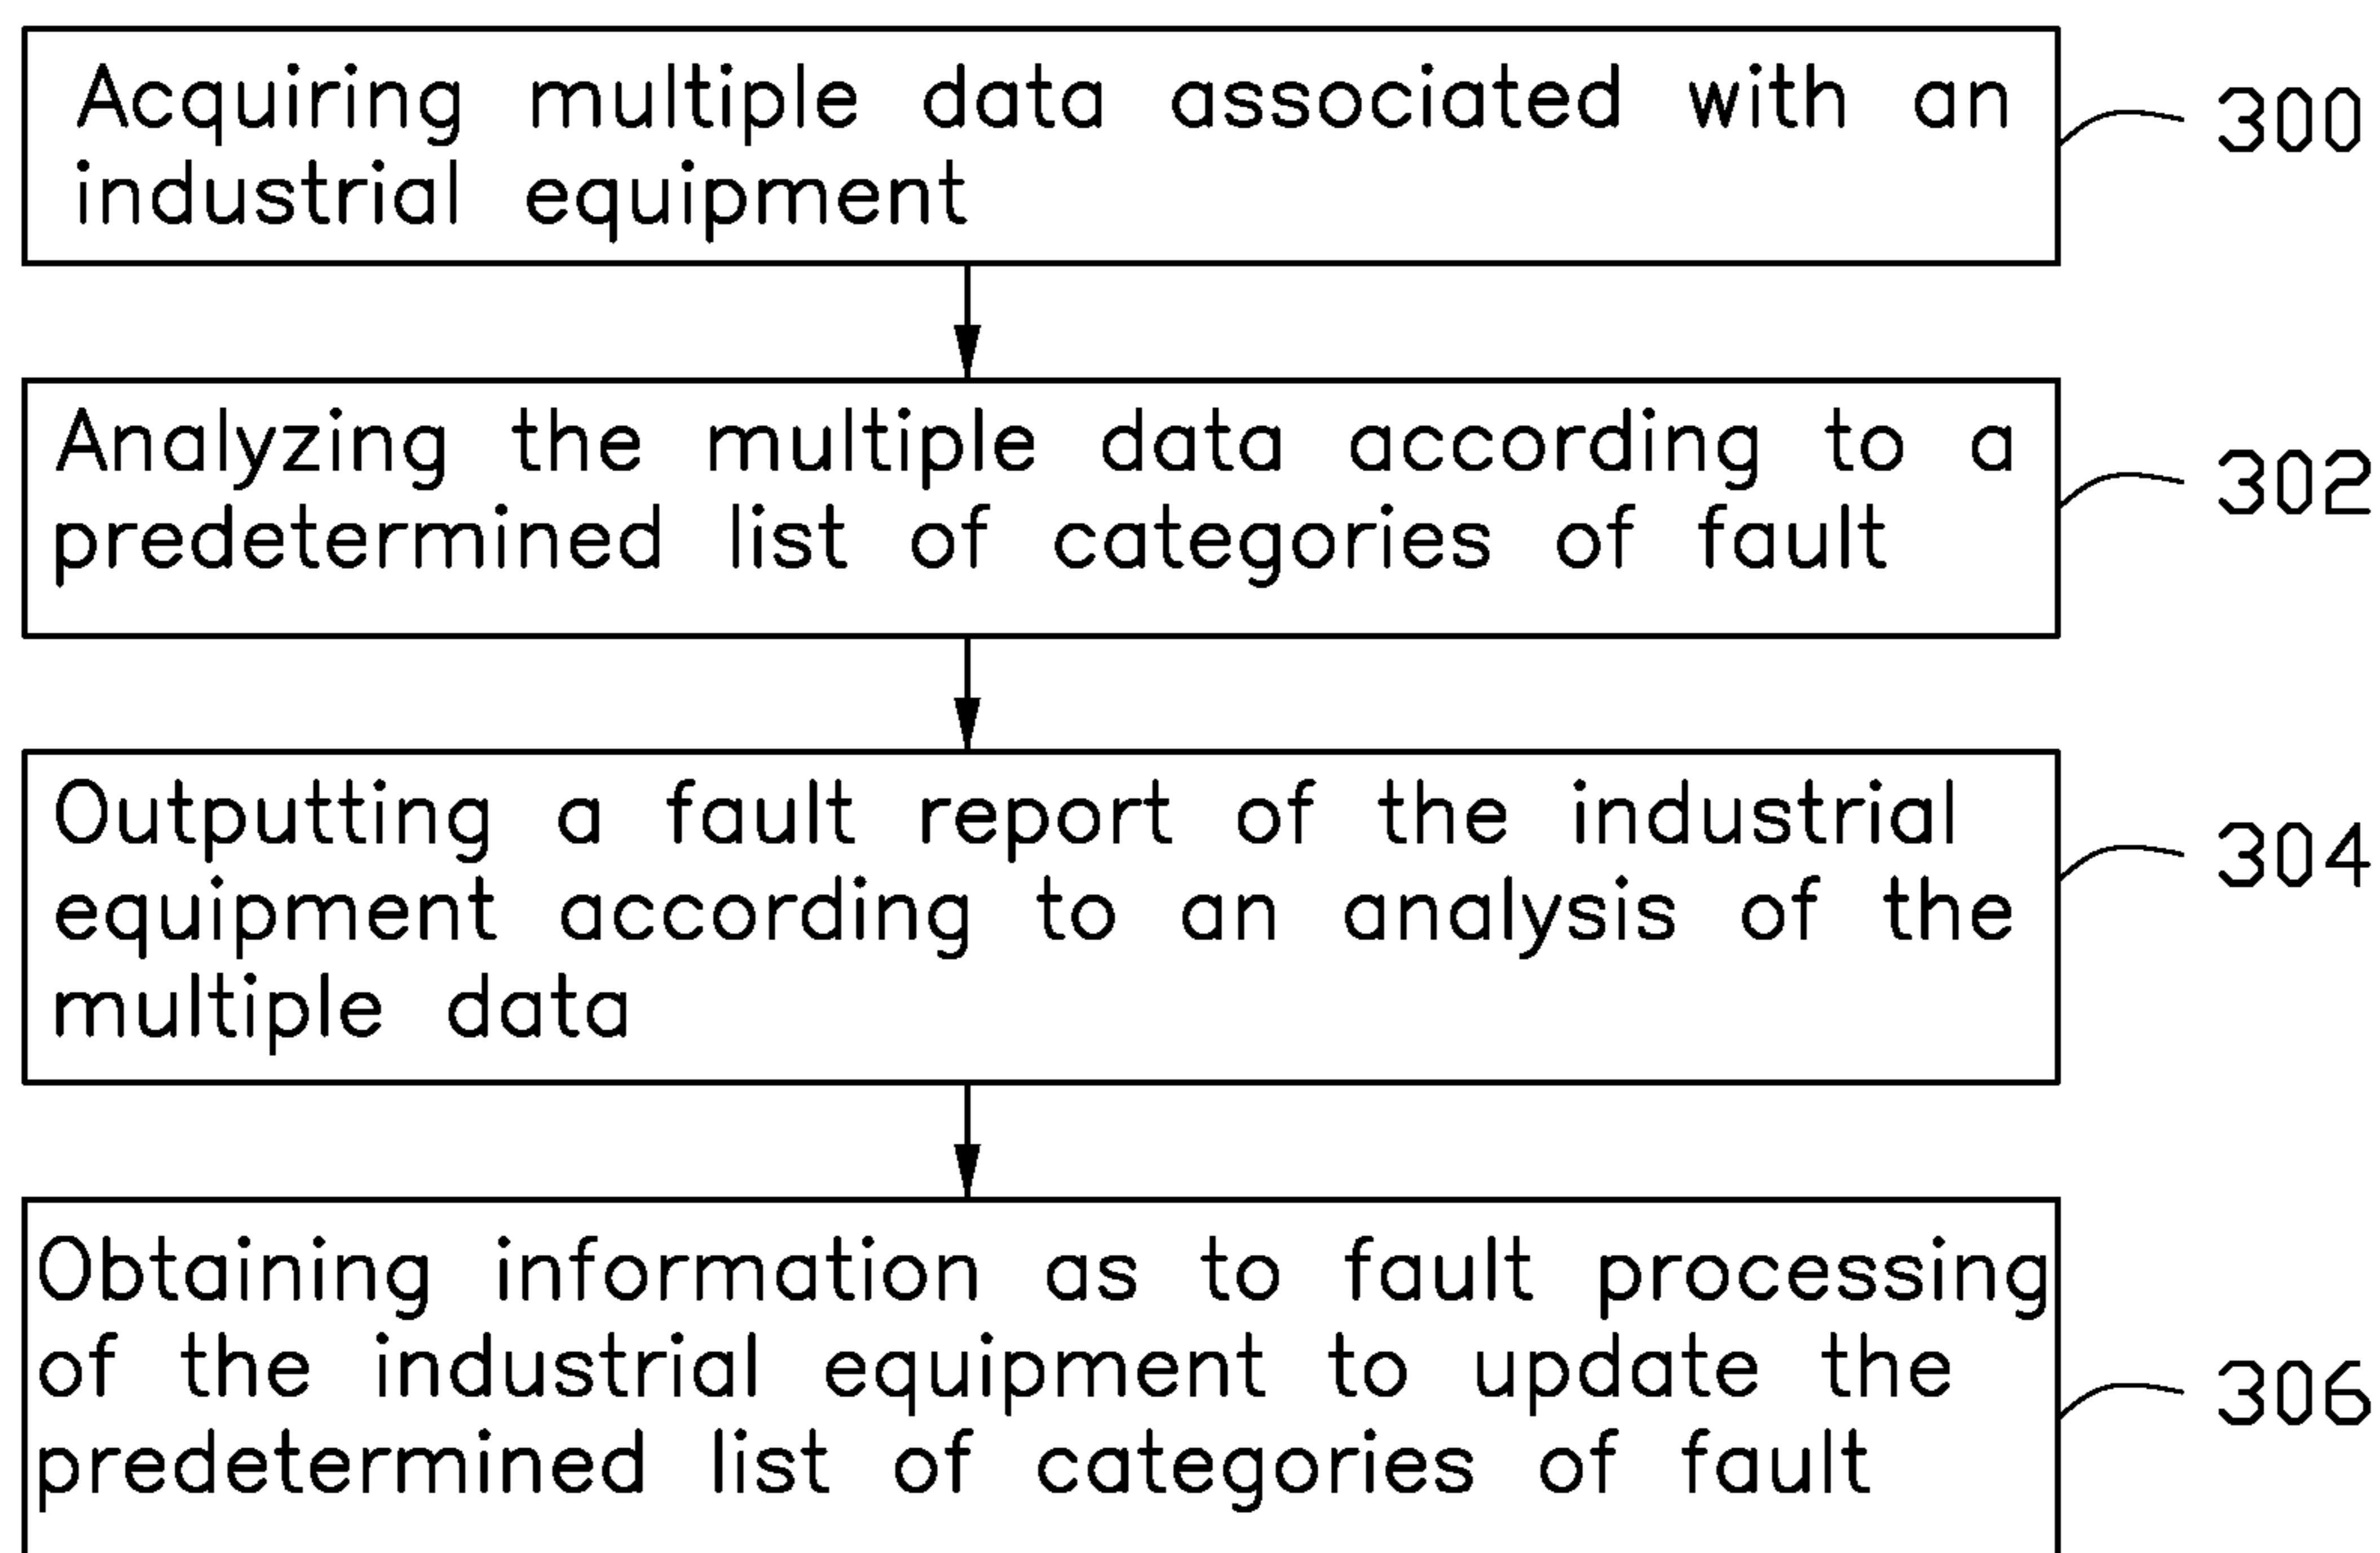 Acquiring multiple data associated with an
industrial equipment
300
Analyzing the multiple data according to a
predetermined list of categories of fault
302
Outputting a fault report of the industrial
equipment according to an analysis of the
multiple data
304
Obtaining information as to fault processing
of the industrial equipment to update the
predetermined list of categories of fault
306